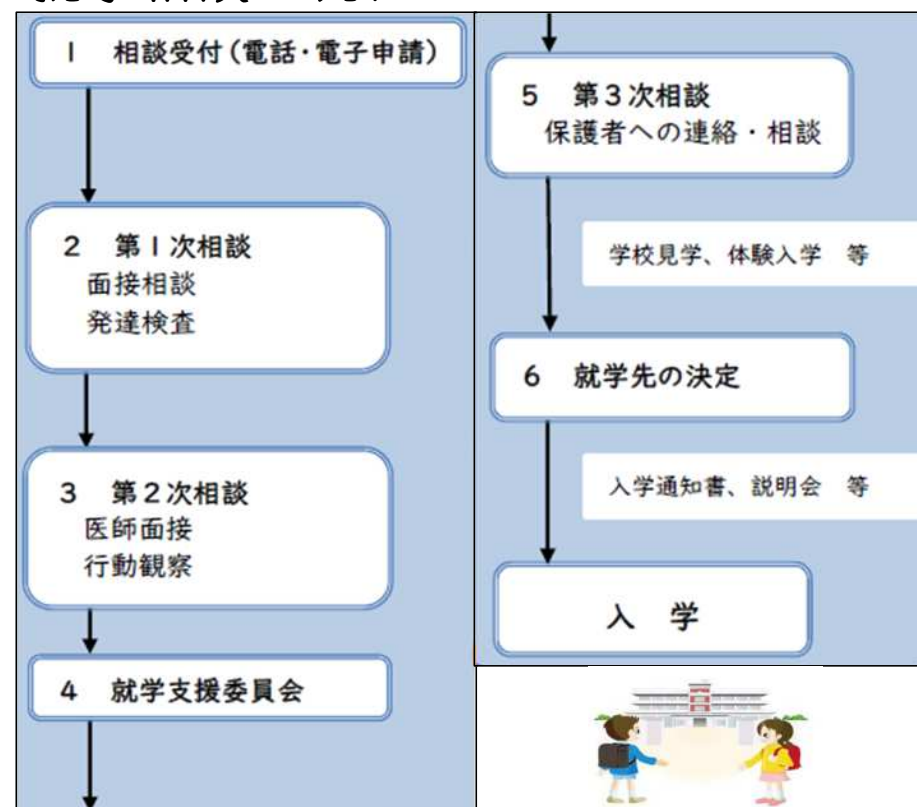 1 相談受付(電話・電子申請)
2 第1次相談
面接相談
発達検査
3 第2次相談
医師面接
行動観察
4 就学支援委員会
5 第3次相談
保護者への連絡・相談
学校見学、体験入学 等
6 就学先の決定
入学通知書、説明会 等
入 学